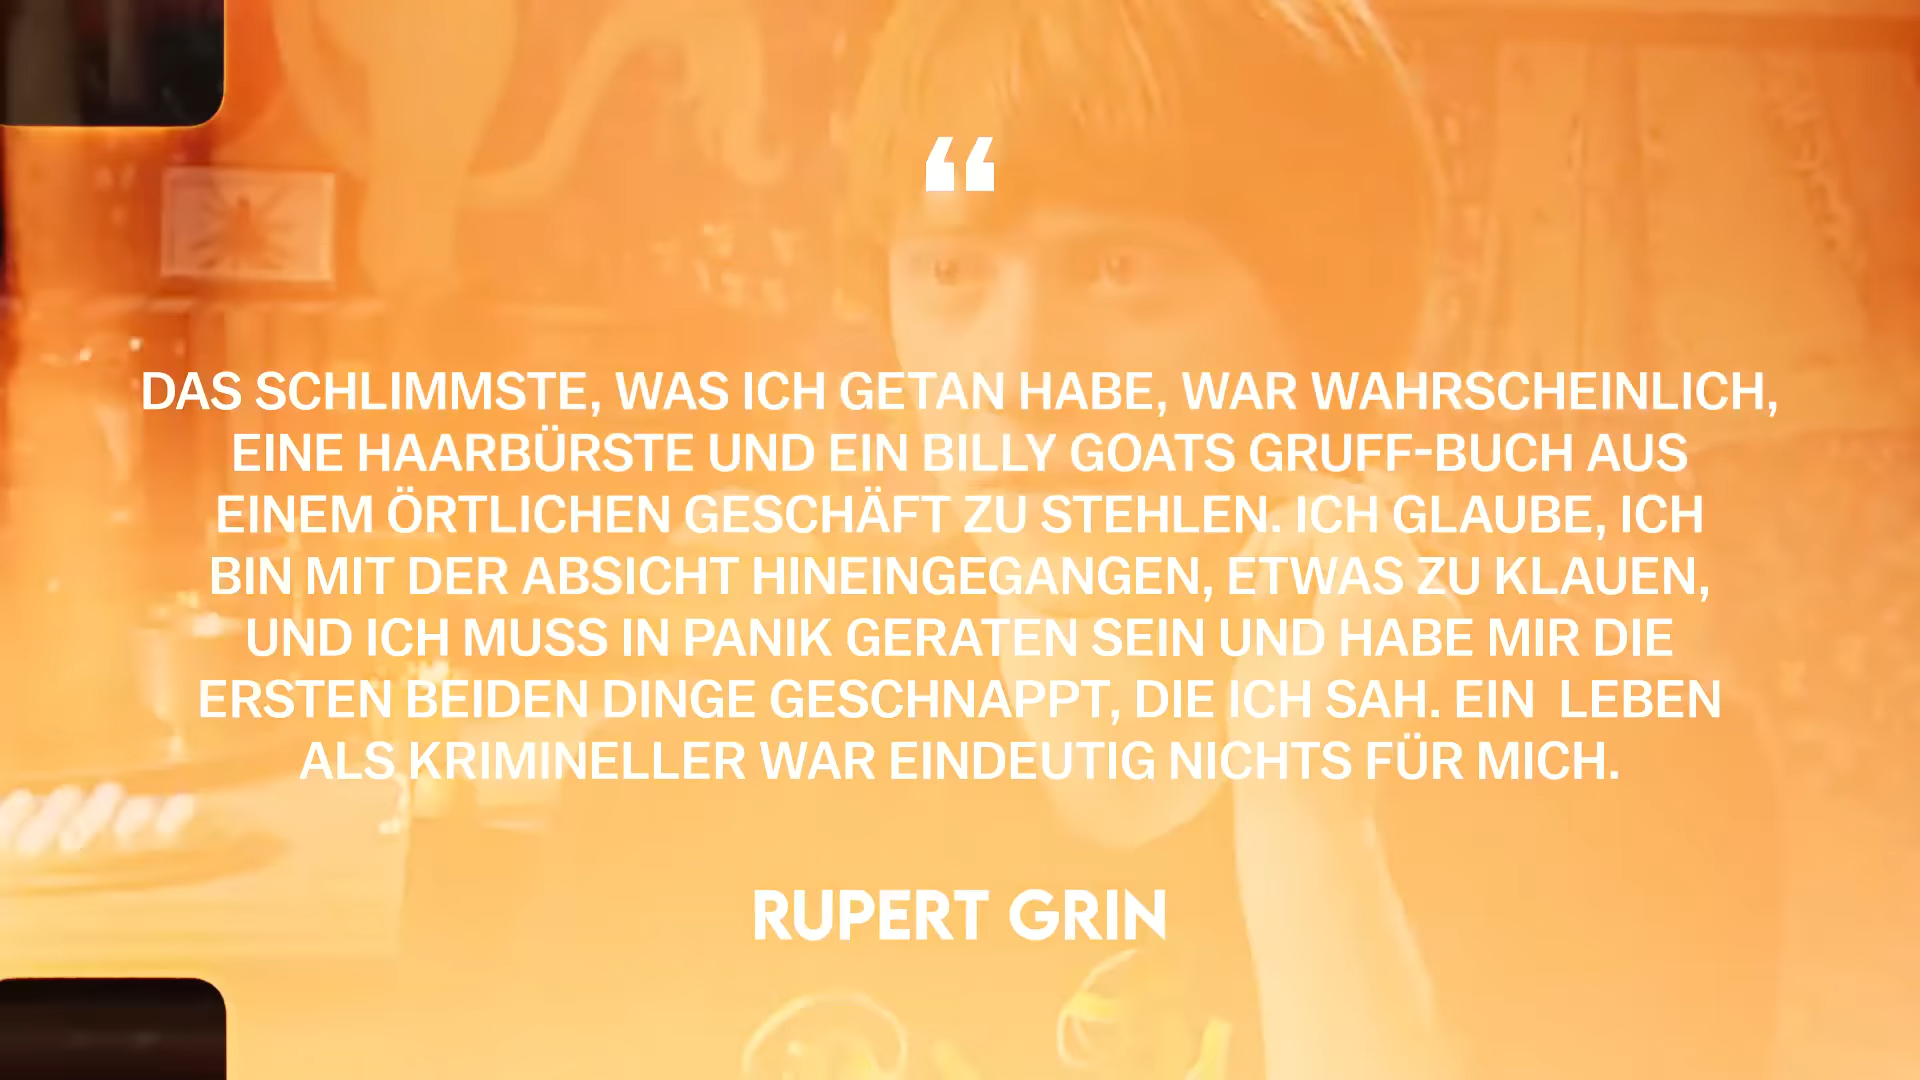 ❝
DAS SCHLIMMSTE, WAS ICH GETAN HABE, WAR WAHRSCHEINLICH,
EINE HAARBÜRSTE UND EIN BILLY GOATS GRUFF-BUCH AUS
EINEM ÖRTLICHEN GESCHÄFT ZU STEHLEN. ICH GLAUBE, ICH
BIN MIT DER ABSICHT HINEINGEGANGEN, ETWAS ZU KLAUEN,
UND ICH MUSS IN PANIK GERATEN SEIN UND HABE MIR DIE
ERSTEN BEIDEN DINGE GESCHNAPPT, DIE ICH SAH. EIN  LEBEN
ALS KRIMINELLER WAR EINDEUTIG NICHTS FÜR MICH.
RUPERT GRIN